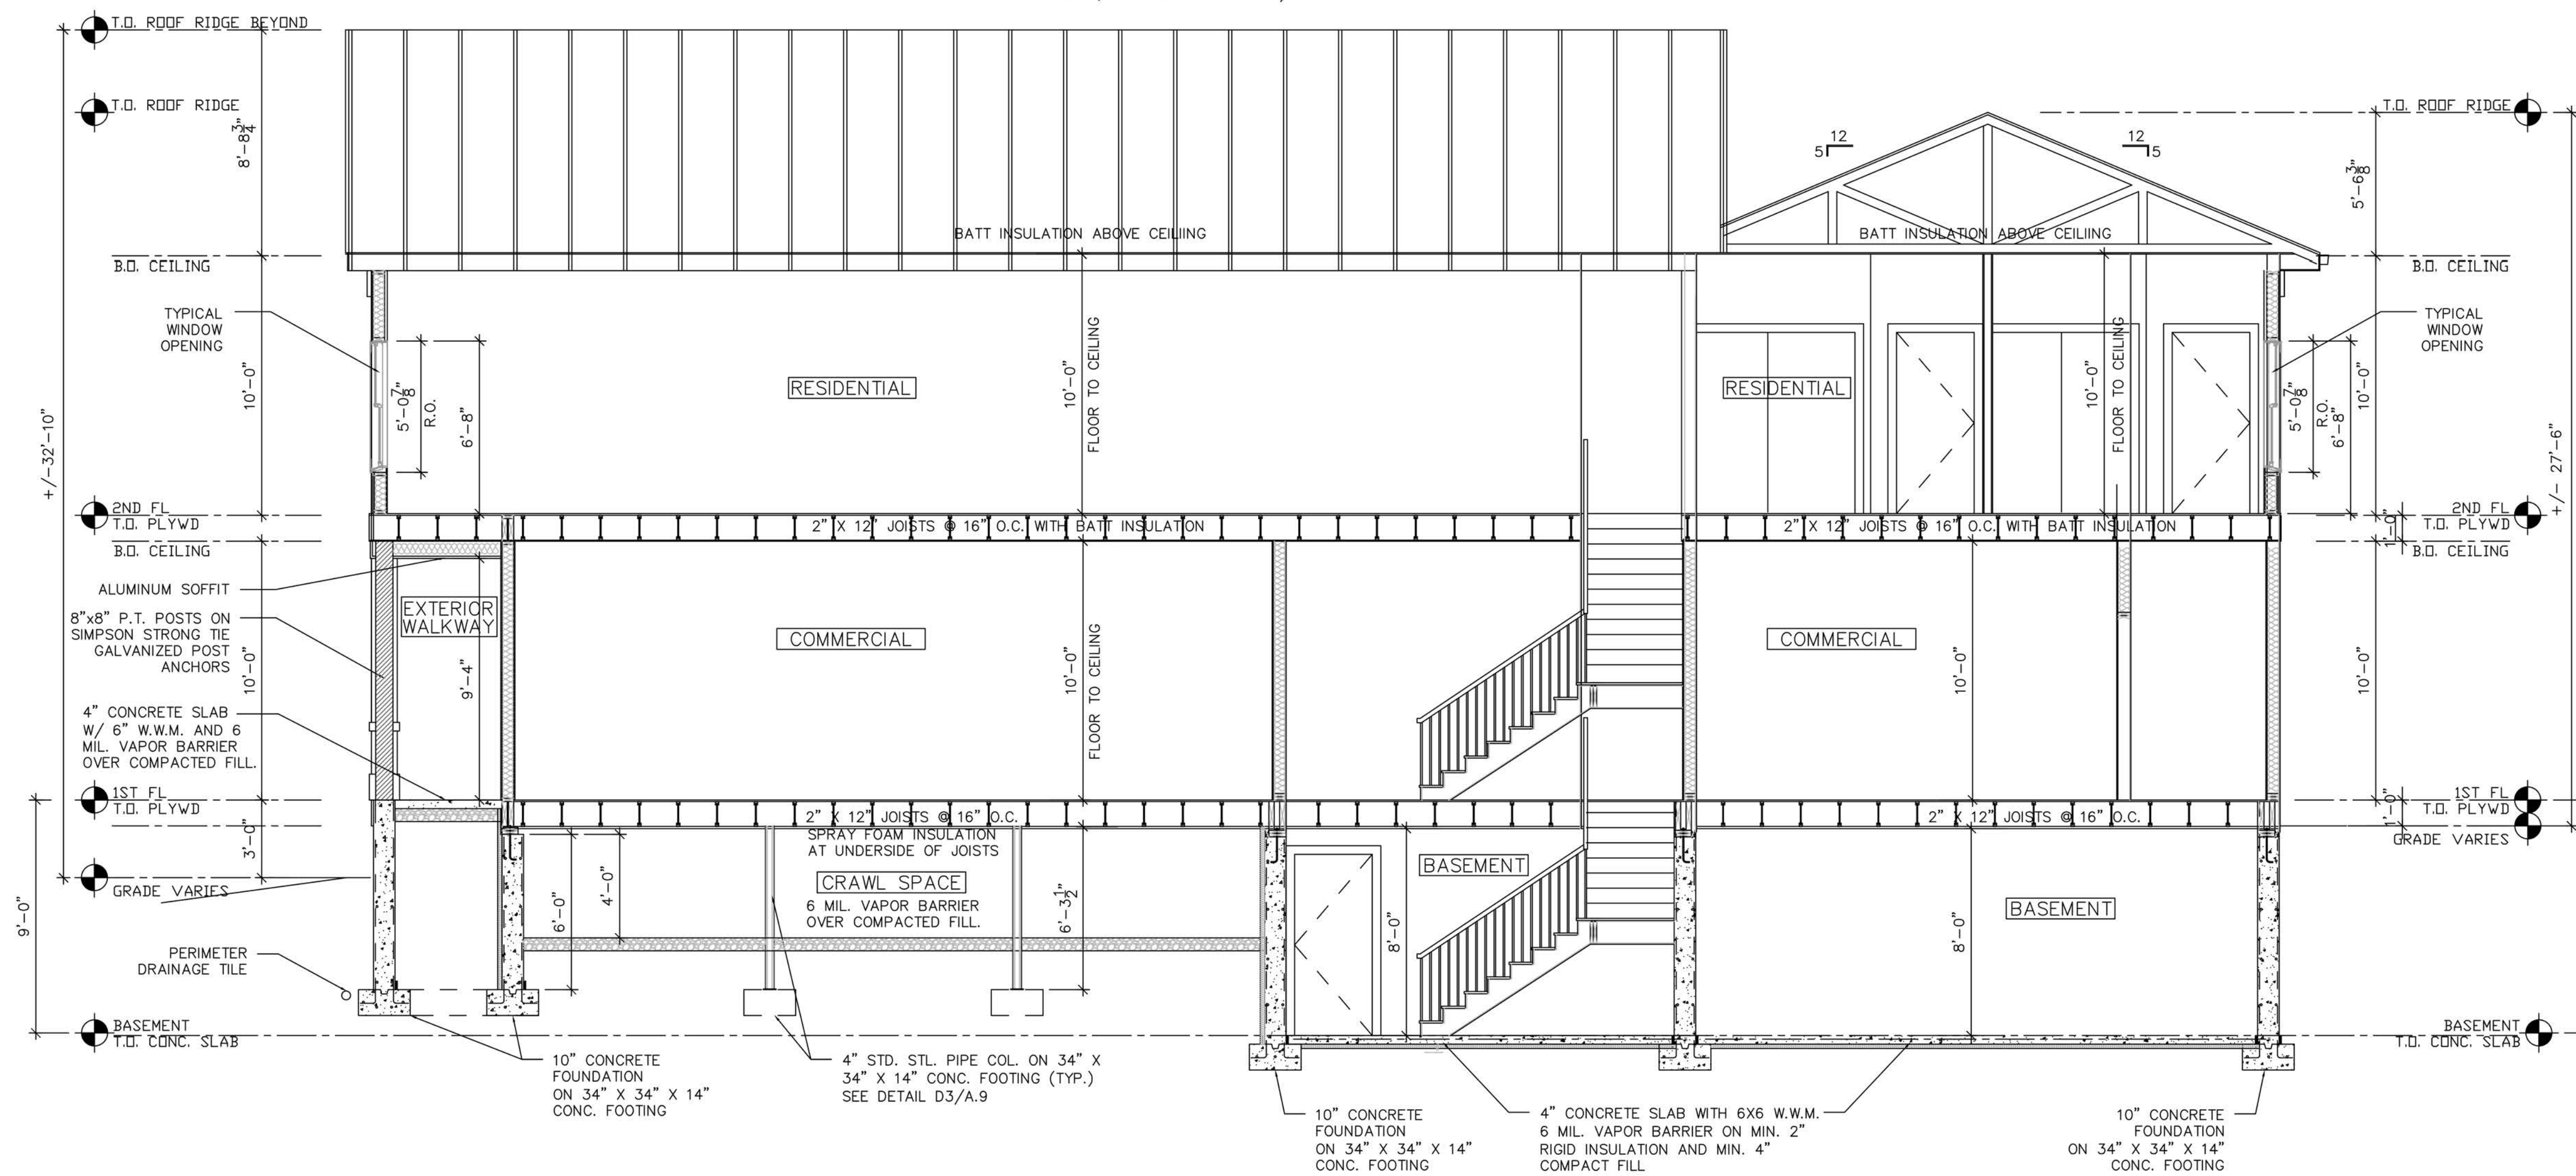 T.O. ROOF RIDGE BEYOND
T.O. ROOF RIDGE
8'-8 3/4"
B.O. CEILING
TYPICAL
WINDOW
OPENING
10'-0"
5'-0 7/8"
R.O.
6'-8"
+/-32'-10"
2ND FL
T.O. PLYWD
B.O. CEILING
ALUMINUM SOFFIT
8"x8" P.T. POSTS ON
SIMPSON STRONG TIE
GALVANIZED POST
ANCHORS
10'-0"
4" CONCRETE SLAB
W/ 6" W.W.M. AND 6
MIL. VAPOR BARRIER
OVER COMPACTED FILL.
1ST FL
T.O. PLYWD
3'-0"
GRADE VARIES
9'-0"
PERIMETER
DRAINAGE TILE
BASEMENT
T.O. CONC. SLAB
BATT INSULATION ABOVE CEILIING
RESIDENTIAL
10'-0"
FLOOR TO CEILING
2" X 12" JOISTS @ 16" O.C. WITH BATT INSULATION
EXTERIOR
WALKWAY
9'-4"
COMMERCIAL
10'-0"
FLOOR TO CEILING
2" X 12" JOISTS @ 16" O.C.
SPRAY FOAM INSULATION
AT UNDERSIDE OF JOISTS
CRAWL SPACE
6 MIL. VAPOR BARRIER
OVER COMPACTED FILL.
6'-0"
4'-0"
6'-3 1/2"
10" CONCRETE
FOUNDATION
ON 34" X 34" X 14"
CONC. FOOTING
4" STD. STL. PIPE COL. ON 34" X
34" X 14" CONC. FOOTING (TYP.)
SEE DETAIL D3/A.9
BASEMENT
8'-0"
10" CONCRETE
FOUNDATION
ON 34" X 34" X 14"
CONC. FOOTING
4" CONCRETE SLAB WITH 6X6 W.W.M.
6 MIL. VAPOR BARRIER ON MIN. 2"
RIGID INSULATION AND MIN. 4"
COMPACT FILL
12
5
12
5
BATT INSULATION ABOVE CEILIING
RESIDENTIAL
10'-0"
FLOOR TO CEILING
2" X 12" JOISTS @ 16" O.C. WITH BATT INSULATION
COMMERCIAL
10'-0"
2" X 12" JOISTS @ 16" O.C.
BASEMENT
8'-0"
10" CONCRETE
FOUNDATION
ON 34" X 34" X 14"
CONC. FOOTING
T.O. ROOF RIDGE
5'-6 3/8"
B.O. CEILING
TYPICAL
WINDOW
OPENING
5'-0 7/8"
R.O.
6'-8"
10'-0"
+/- 27'-6"
2ND FL
T.O. PLYWD
1'-0"
B.O. CEILING
10'-0"
1ST FL
T.O. PLYWD
1'-0"
GRADE VARIES
BASEMENT
T.O. CONC. SLAB